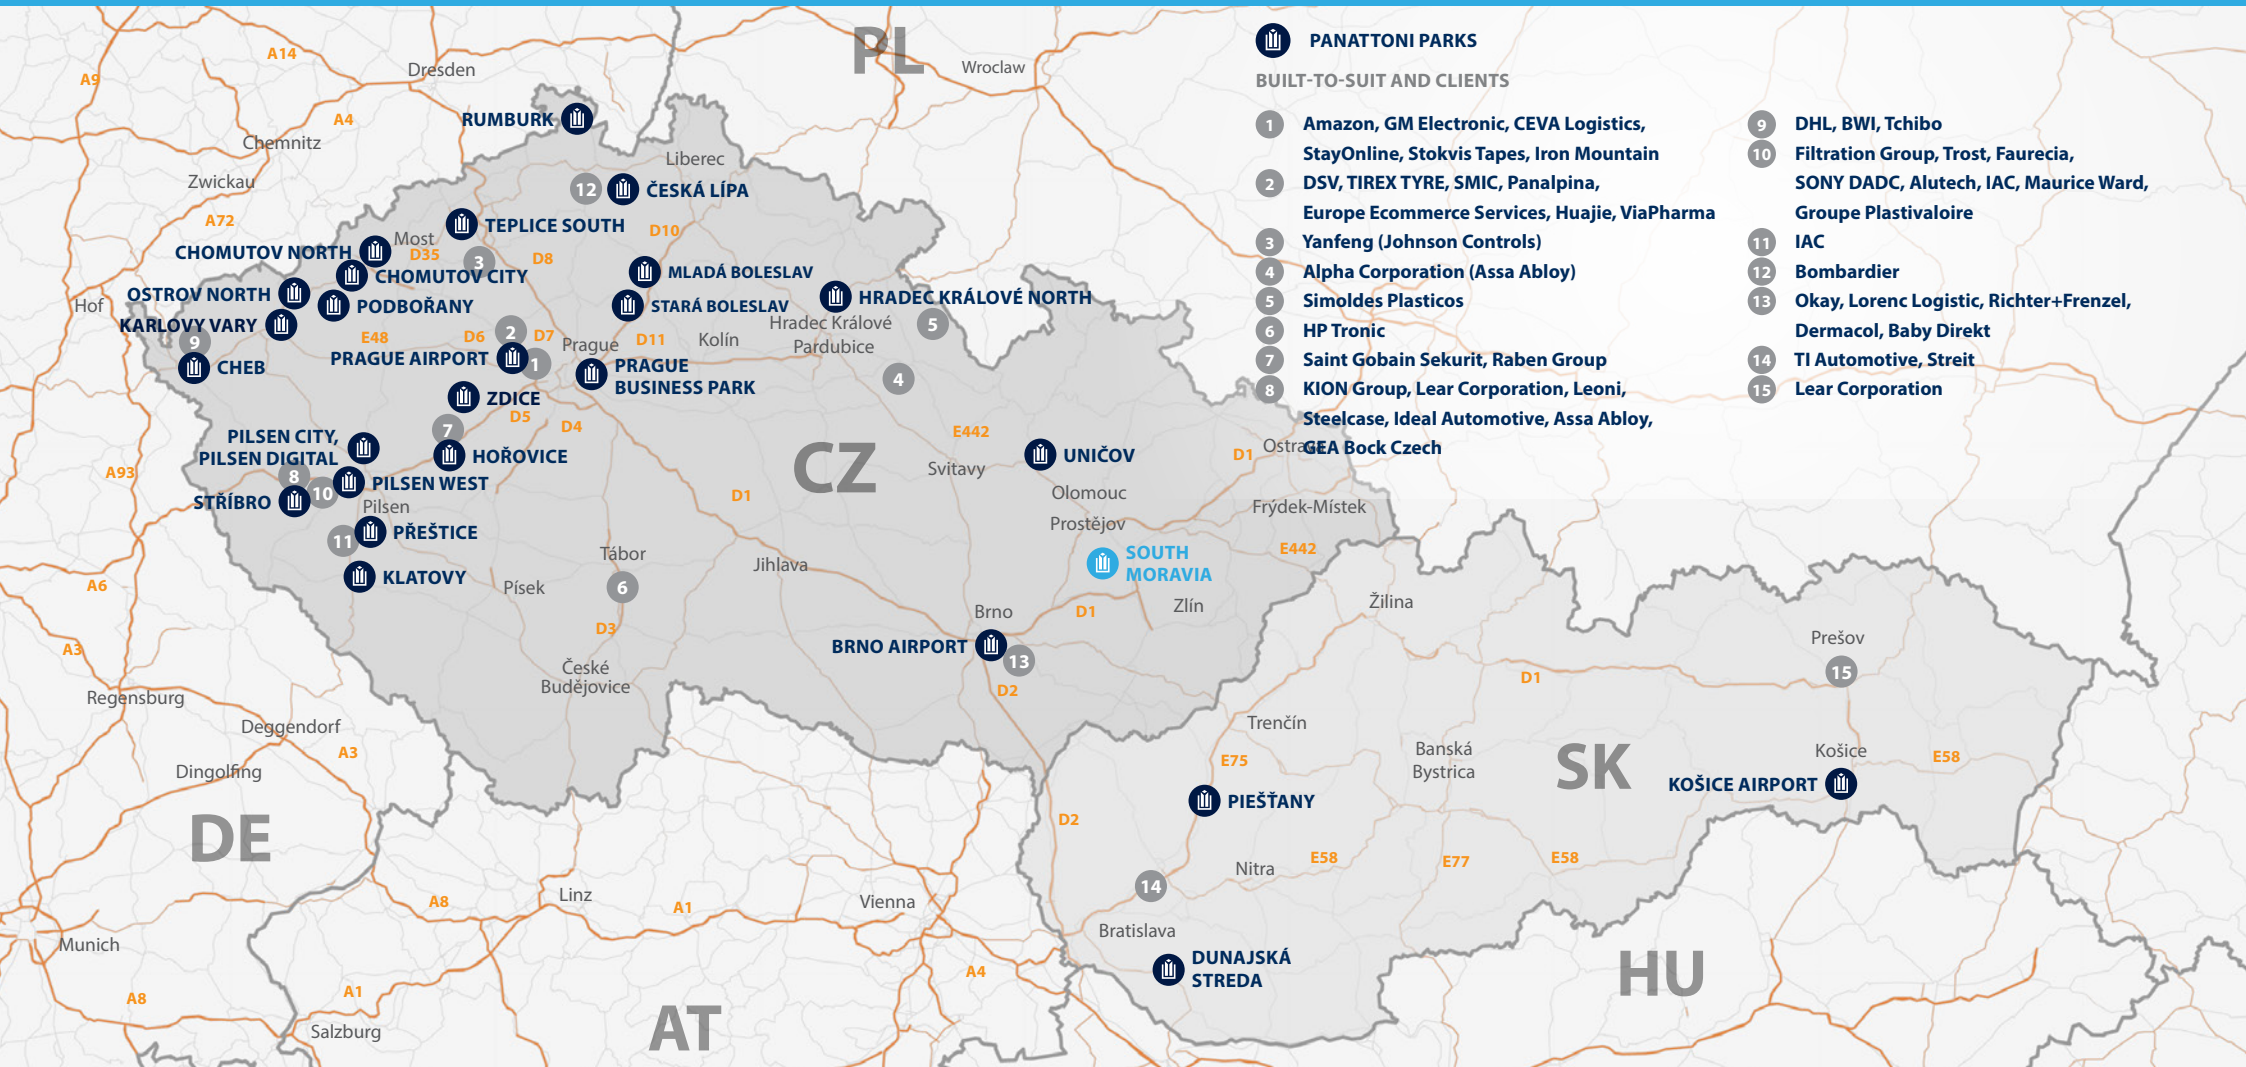 PANATTONI PARKS
BUILT-TO-SUIT AND CLIENTS
1 Amazon, GM Electronic, CEVA Logistics,
StayOnline, Stokvis Tapes, Iron Mountain
2 DSV, TIREX TYRE, SMIC, Panalpina,
Europe Ecommerce Services, Huajie, ViaPharma
3 Yanfeng (Johnson Controls)
4 Alpha Corporation (Assa Abloy)
5 Simoldes Plasticos
6 HP Tronic
7 Saint Gobain Sekurit, Raben Group
8 KION Group, Lear Corporation, Leoni,
Steelcase, Ideal Automotive, Assa Abloy,
GEA Bock Czech
9 DHL, BWI, Tchibo
10 Filtration Group, Trost, Faurecia,
SONY DADC, Alutech, IAC, Maurice Ward,
Groupe Plastivaloire
11 IAC
12 Bombardier
13 Okay, Lorenc Logistic, Richter+Frenzel,
Dermacol, Baby Direkt
14 TI Automotive, Streit
15 Lear Corporation
PL
A14
A9
Dresden
Wroclaw
A4
RUMBURK
Chemnitz
Liberec
Zwickau
12
ČESKÁ LÍPA
A72
TEPLICE SOUTH
D10
Most
CHOMUTOV NORTH
D35
3
D8
CHOMUTOV CITY
MLADÁ BOLESLAV
OSTROV NORTH
HRADEC KRÁLOVÉ NORTH
Hof
PODBOŘANY
STARÁ BOLESLAV
KARLOVY VARY
Hradec Králové
5
9
E48
D6
2
D7
Prague
D11
Kolín
Pardubice
CHEB
PRAGUE AIRPORT
1
PRAGUE
BUSINESS PARK
4
ZDICE
D5
D4
7
E442
PILSEN CITY,
PILSEN DIGITAL
HOŘOVICE
CZ
Svitavy
UNIČOV
D1
Ostrava
A93
8
10
PILSEN WEST
STŘÍBRO
Pilsen
D1
Olomouc
Frýdek-Místek
Prostějov
11
PŘEŠTICE
Tábor
Jihlava
SOUTH
MORAVIA
E442
KLATOVY
Písek
6
A6
Zlín
Žilina
Brno
D1
D3
BRNO AIRPORT
13
Prešov
15
A3
České
Budějovice
D2
D1
Regensburg
Deggendorf
A3
Trenčín
Banská
Bystrica
SK
Košice
E58
Dingolfing
E75
KOŠICE AIRPORT
PIEŠŤANY
DE
D2
E58
E77
E58
Nitra
14
Linz
A8
A1
Vienna
Bratislava
Munich
DUNAJSKÁ
STREDA
A4
HU
A8
A1
Salzburg
AT